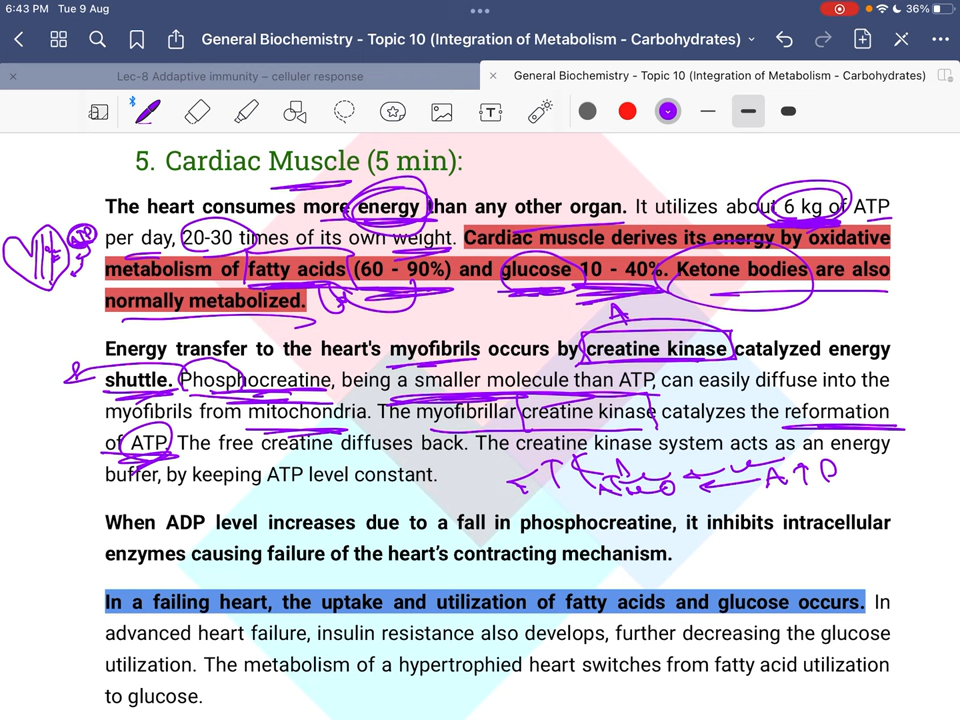 6:43 PM Tue 9 Aug
36%
General Biochemistry - Topic 10 (Integration of Metabolism - Carbohydrates)
Lec-8 Addaptive immunity – celluler response
General Biochemistry - Topic 10 (Integration of Metabolism - Carbohydrates)
5. Cardiac Muscle (5 min):
The heart consumes more energy than any other organ. It utilizes about 6 kg of ATP
per day, 20-30 times of its own weight. Cardiac muscle derives its energy by oxidative
metabolism of fatty acids (60 - 90%) and glucose 10 - 40%. Ketone bodies are also
normally metabolized.
Energy transfer to the heart's myofibrils occurs by creatine kinase catalyzed energy
shuttle. Phosphocreatine, being a smaller molecule than ATP, can easily diffuse into the
myofibrils from mitochondria. The myofibrillar creatine kinase catalyzes the reformation
of ATP. The free creatine diffuses back. The creatine kinase system acts as an energy
buffer, by keeping ATP level constant.
When ADP level increases due to a fall in phosphocreatine, it inhibits intracellular
enzymes causing failure of the heart’s contracting mechanism.
In a failing heart, the uptake and utilization of fatty acids and glucose occurs. In
advanced heart failure, insulin resistance also develops, further decreasing the glucose
utilization. The metabolism of a hypertrophied heart switches from fatty acid utilization
to glucose.